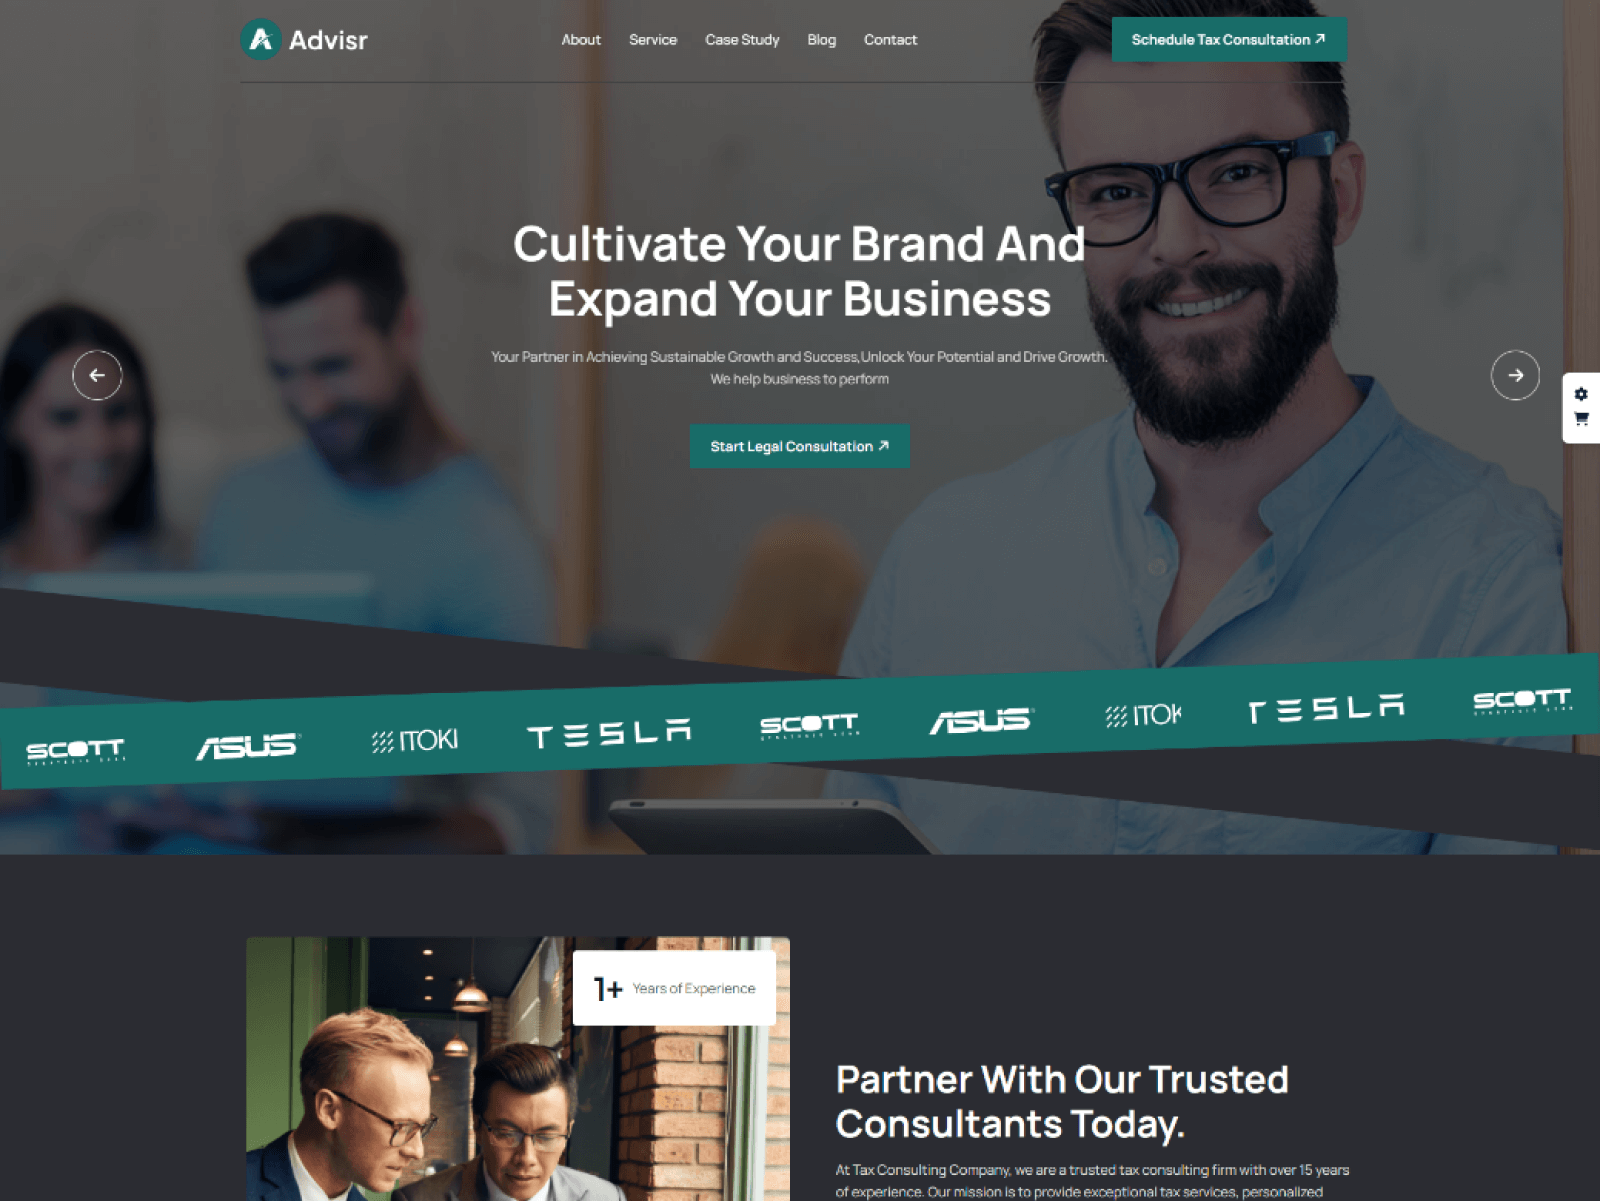 Advisr
About Service Case Study Blog Contact
Schedule Tax Consultation
Cultivate Your Brand And
Expand Your Business
Your Partner in Achieving Sustainable Growth and Success,Unlock Your Potential and Drive Growth.
We help business to perform
Start Legal Consultation
SCOTT ASUS ITOKI TESLA SCOTT ASUS ITOK TESLA SCOTT
1+ Years of Experience
Partner With Our Trusted
Consultants Today.
At Tax Consulting Company, we are a trusted tax consulting firm with over 15 years
of experience. Our mission is to provide exceptional tax services, personalized